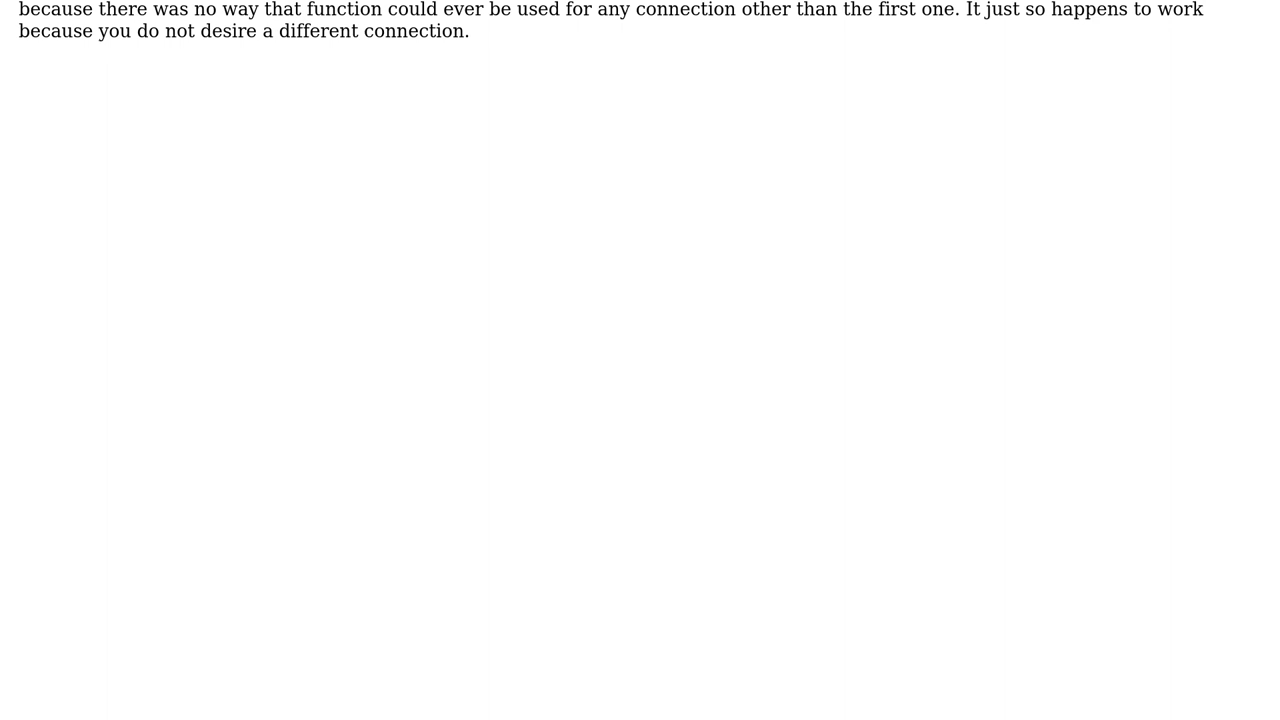 because there was no way that function could ever be used for any connection other than the first one. It just so happens to work
because you do not desire a different connection.